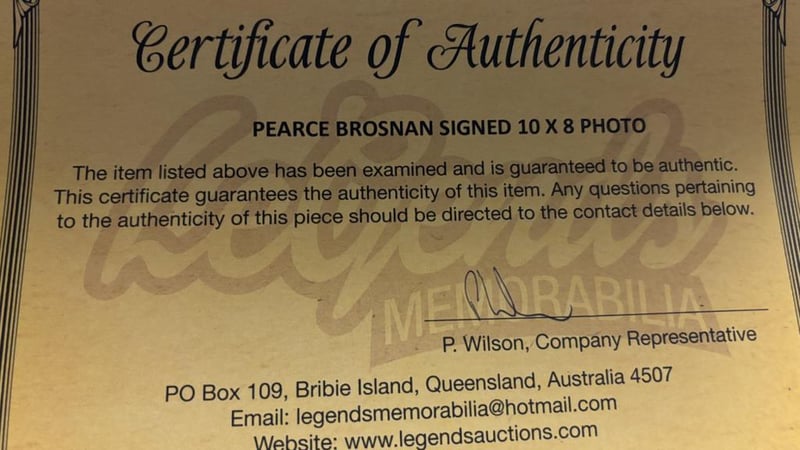 Certificate of Authenticity
PEARCE BROSNAN SIGNED 10 X 8 PHOTO
The item listed above has been examined and is guaranteed to be authentic.
This certificate guarantees the authenticity of this item. Any questions pertaining
to the authenticity of this piece should be directed to the contact details below.
Legends
MEMORABILIA
P. Wilson, Company Representative
PO Box 109, Bribie Island, Queensland, Australia 4507
Email: legendsmemorabilia@hotmail.com
Website: www.legendsauctions.com